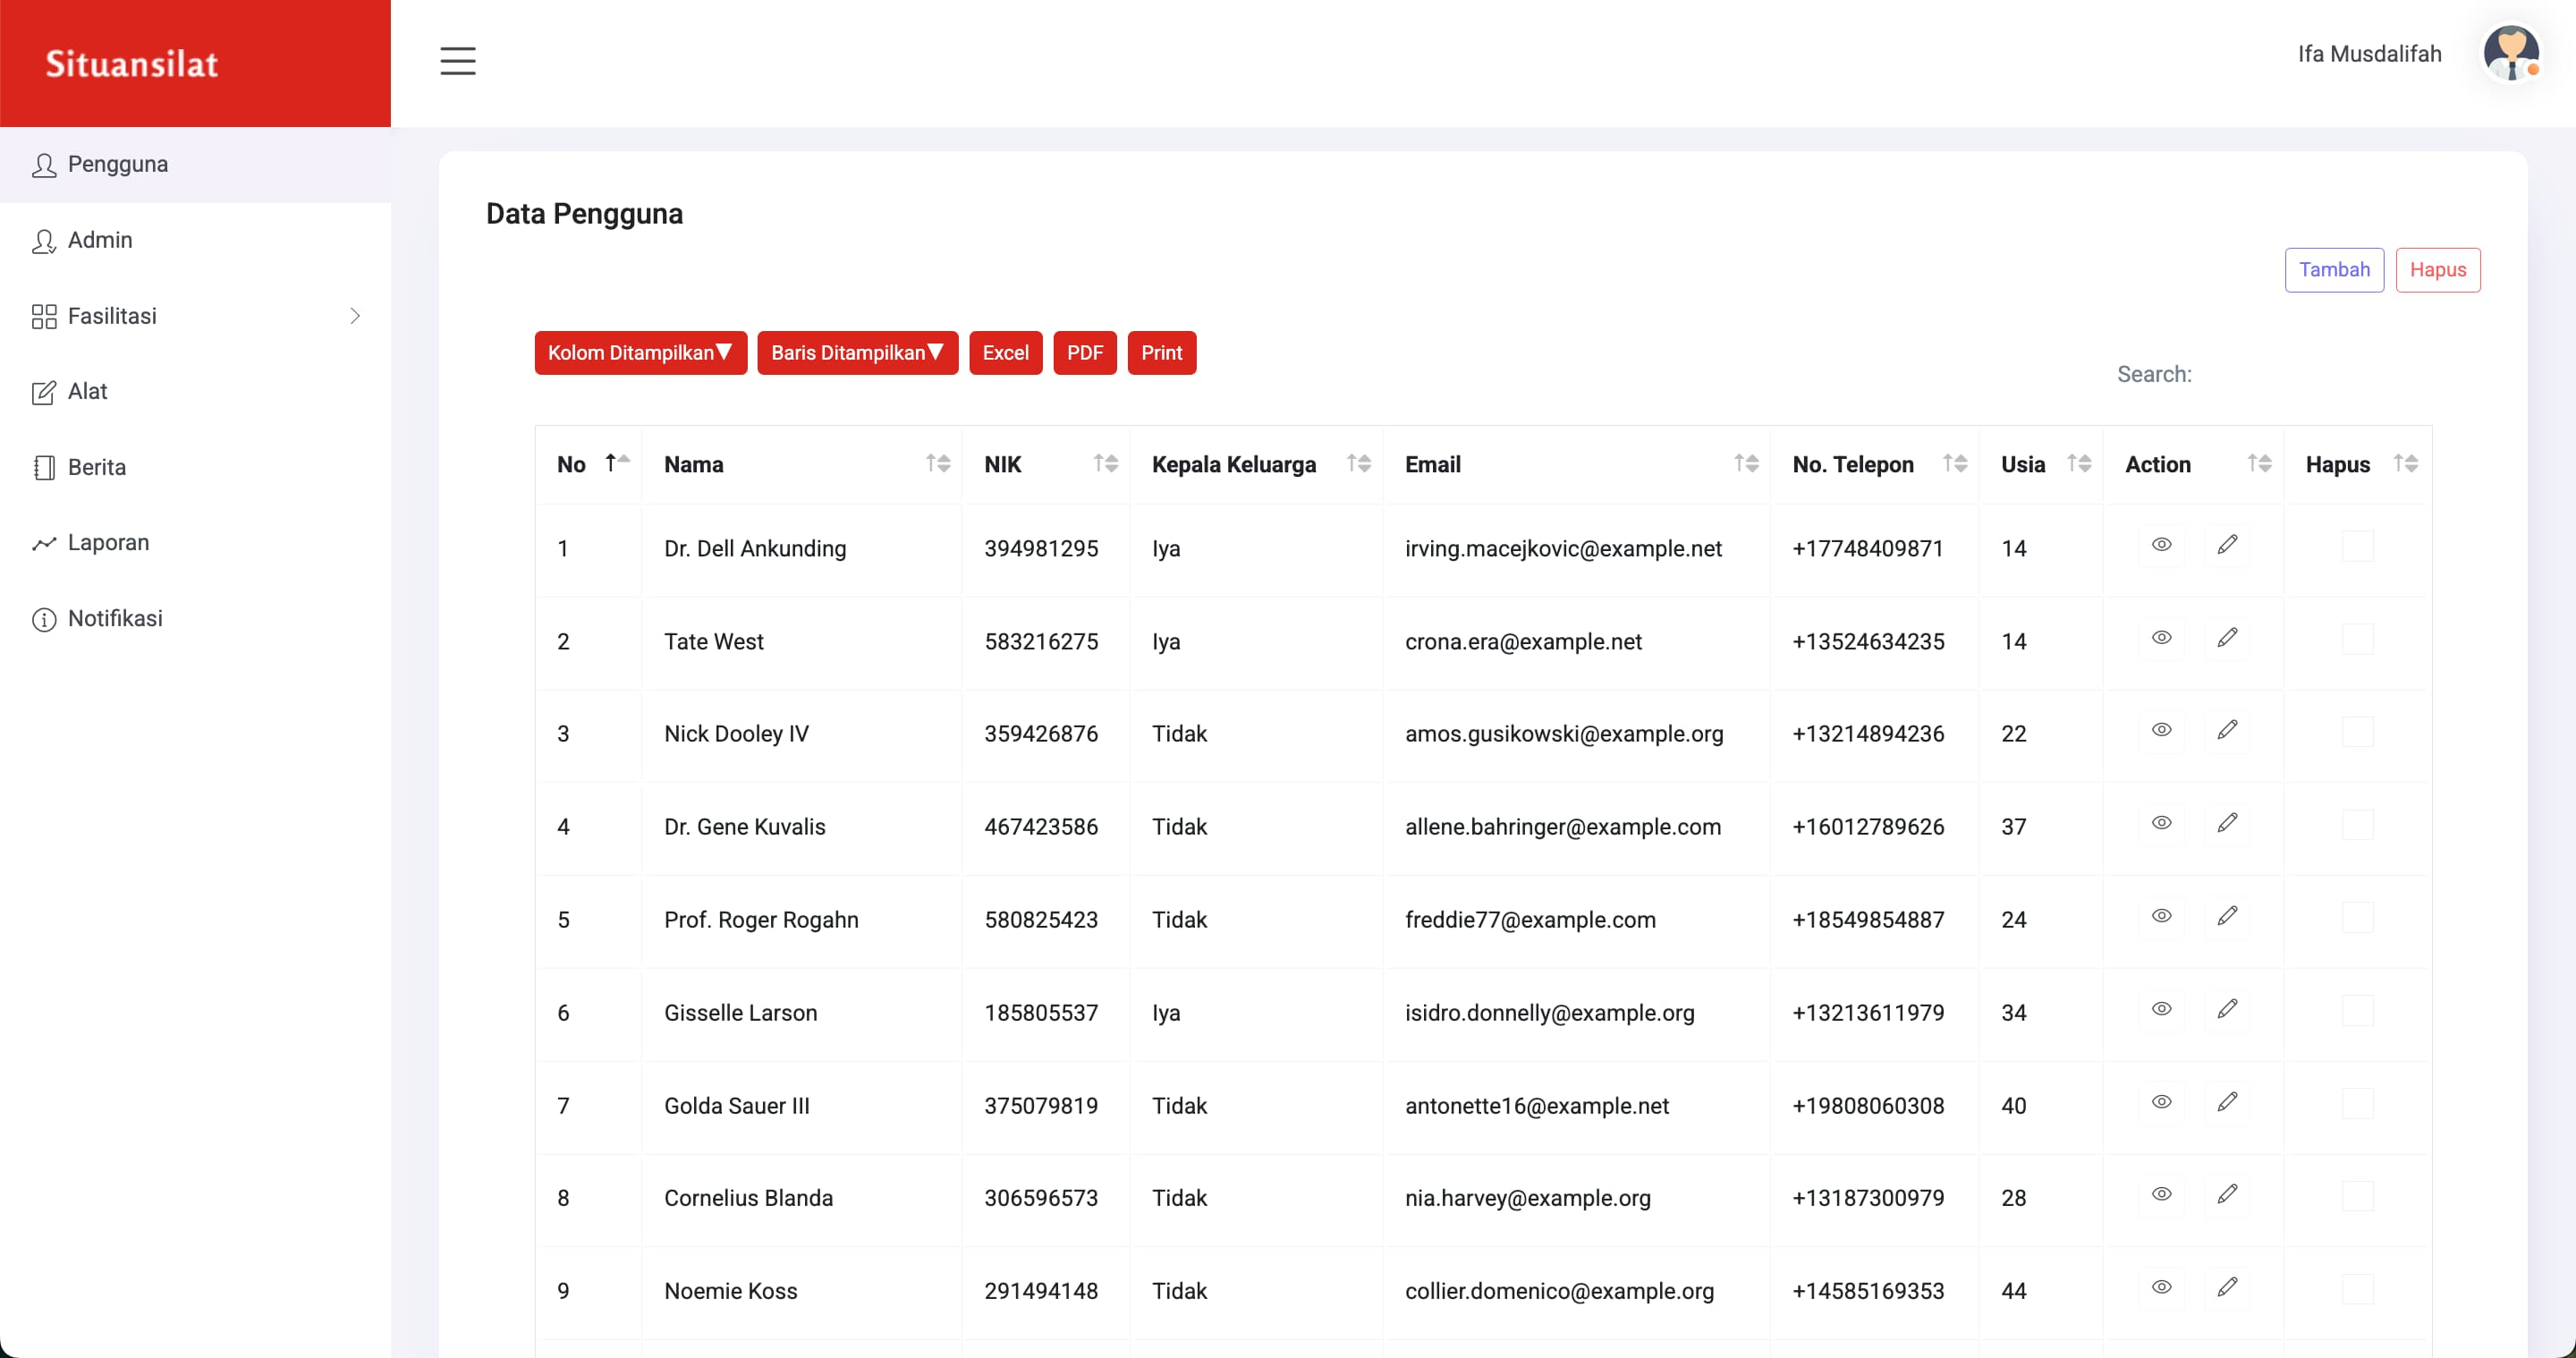 Situansilat
Ifa Musdalifah
Pengguna
Admin
Fasilitasi
Alat
Berita
Laporan
Notifikasi
Data Pengguna
Tambah Hapus
Kolom Ditampilkan▼ Baris Ditampilkan▼ Excel PDF Print
Search:
No Nama NIK Kepala Keluarga Email No. Telepon Usia Action Hapus
1 Dr. Dell Ankunding 394981295 Iya irving.macejkovic@example.net +17748409871 14
2 Tate West 583216275 Iya crona.era@example.net +13524634235 14
3 Nick Dooley IV 359426876 Tidak amos.gusikowski@example.org +13214894236 22
4 Dr. Gene Kuvalis 467423586 Tidak allene.bahringer@example.com +16012789626 37
5 Prof. Roger Rogahn 580825423 Tidak freddie77@example.com +18549854887 24
6 Gisselle Larson 185805537 Iya isidro.donnelly@example.org +13213611979 34
7 Golda Sauer III 375079819 Tidak antonette16@example.net +19808060308 40
8 Cornelius Blanda 306596573 Tidak nia.harvey@example.org +13187300979 28
9 Noemie Koss 291494148 Tidak collier.domenico@example.org +14585169353 44